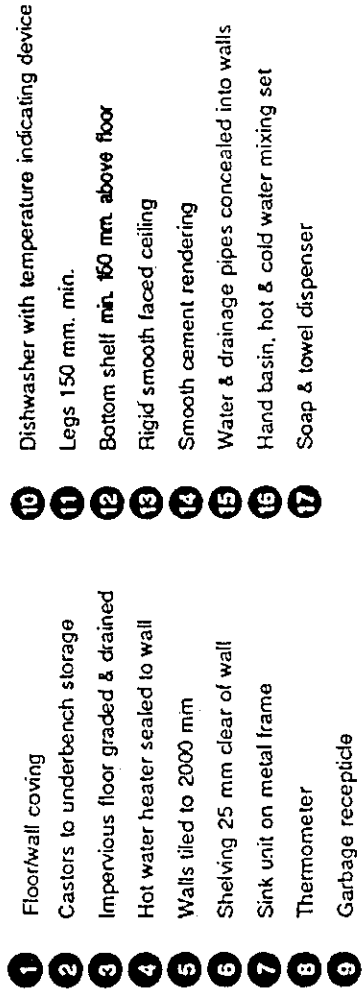 1 Floor/wall coving
2 Castors to underbench storage
3 Impervious floor graded & drained
4 Hot water heater sealed to wall
5 Walls tiled to 2000 mm
6 Shelving 25 mm clear of wall
7 Sink unit on metal frame
8 Thermometer
9 Garbage recepticle
10 Dishwasher with temperature indicating device
11 Legs 150 mm. min.
12 Bottom shelf min. 150 mm. above floor
13 Rigid smooth faced ceiling
14 Smooth cement rendering
15 Water & drainage pipes concealed into walls
16 Hand basin, hot & cold water mixing set
17 Soap & towel dispenser